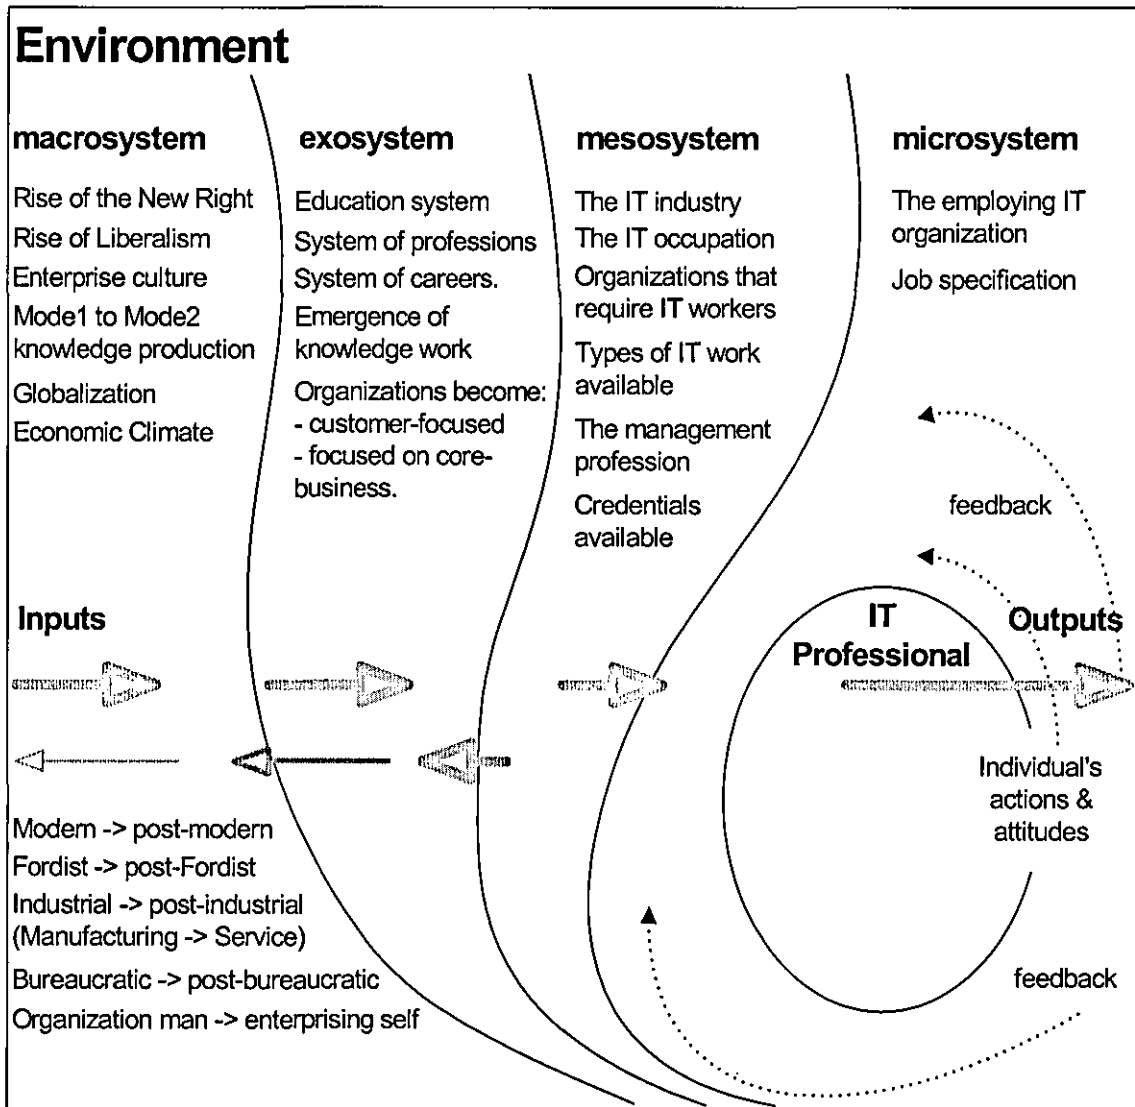 Environment
macrosystem
Rise of the New Right
Rise of Liberalism
Enterprise culture
Mode1 to Mode2
knowledge production
Globalization
Economic Climate
exosystem
Education system
System of professions
System of careers.
Emergence of
knowledge work
Organizations become:
- customer-focused
- focused on core-
business.
mesosystem
The IT industry
The IT occupation
Organizations that
require IT workers
Types of IT work
available
The management
profession
Credentials
available
microsystem
The employing IT
organization
Job specification
feedback
Inputs
IT
Professional
Outputs
Individual's
actions &
attitudes
feedback
Modern -> post-modern
Fordist -> post-Fordist
Industrial -> post-industrial
(Manufacturing -> Service)
Bureaucratic -> post-bureaucratic
Organization man -> enterprising self